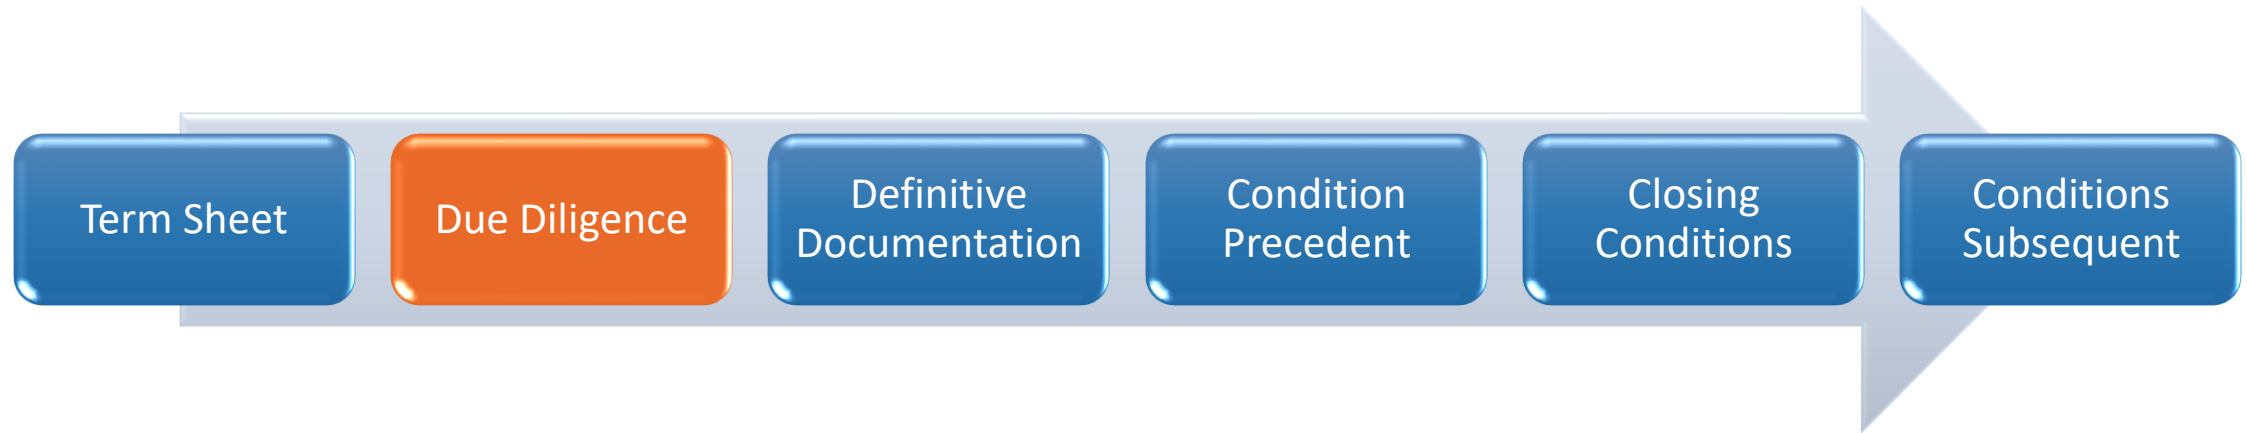 Term Sheet
Due Diligence
Definitive
Documentation
Condition
Precedent
Closing
Conditions
Conditions
Subsequent